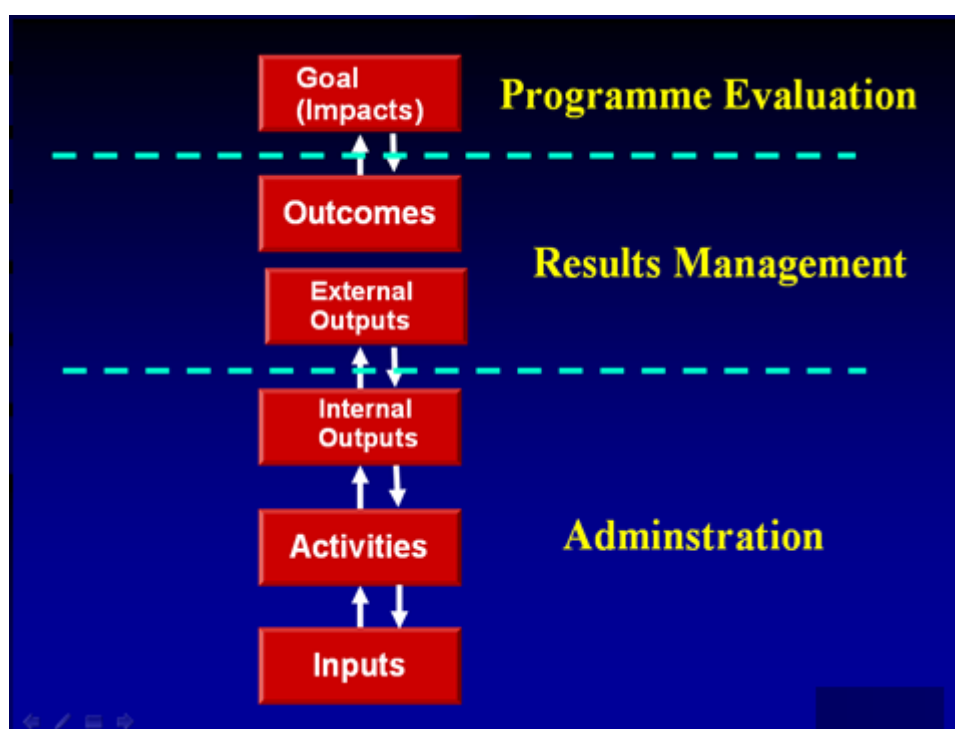 Goal
(Impacts)
Programme Evaluation
Outcomes
Results Management
External
Outputs
Internal
Outputs
Activities
Adminstration
Inputs